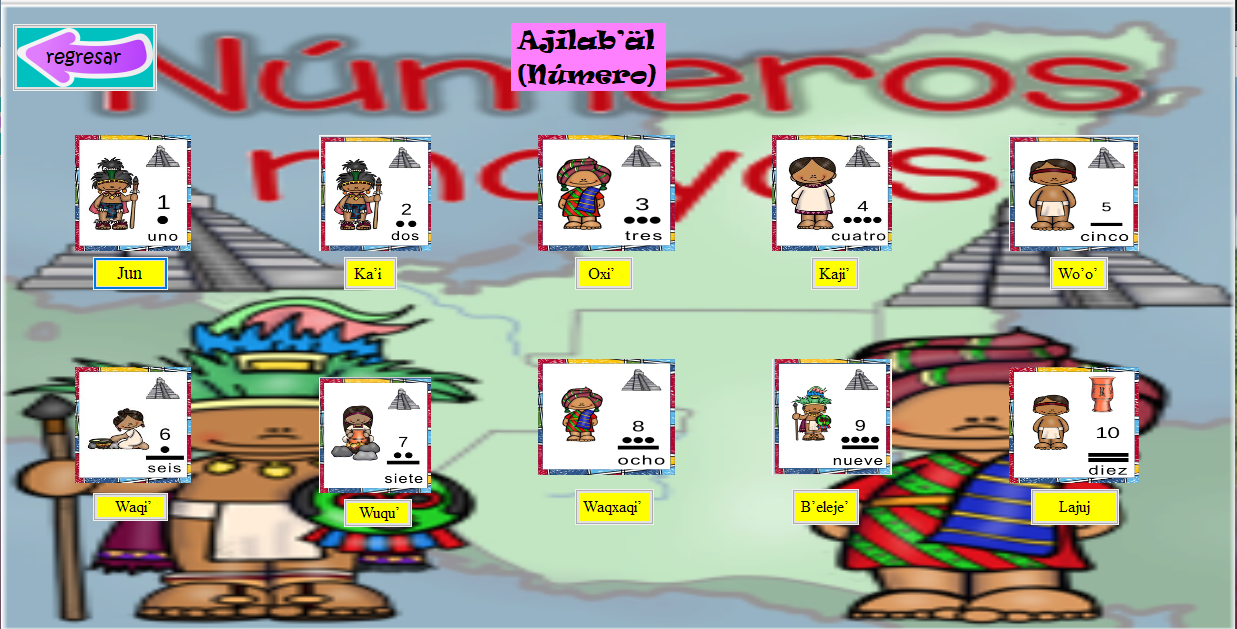 regresar
Ajilab’äl
(Número)
Números
mayas
1
uno
Jun
2
dos
Ka’i
3
tres
Oxi’
4
cuatro
Kaji’
5
cinco
Wo’o’
6
seis
Waqi’
7
siete
Wuqu’
8
ocho
Waqxaqi’
9
nueve
B’eleje’
10
diez
Lajuj